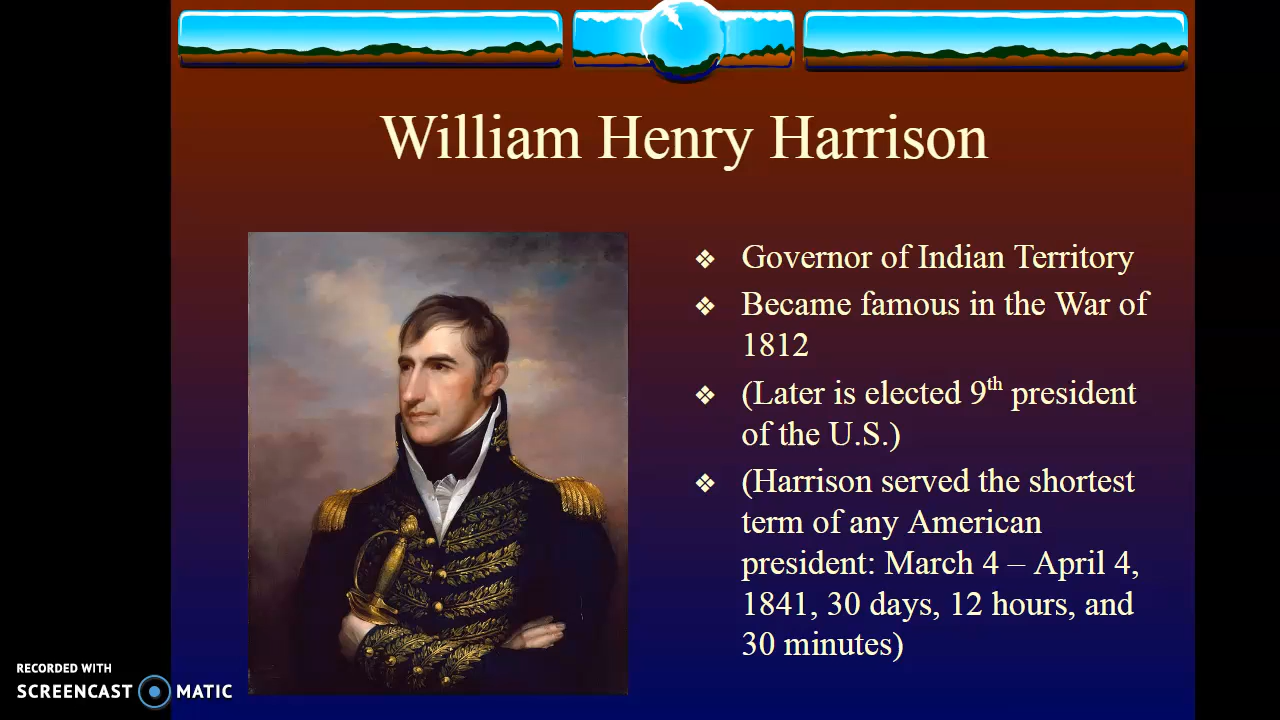 William Henry Harrison
❖ Governor of Indian Territory
❖ Became famous in the War of
1812
❖ (Later is elected 9th president
of the U.S.)
❖ (Harrison served the shortest
term of any American
president: March 4 – April 4,
1841, 30 days, 12 hours, and
30 minutes)
RECORDED WITH
SCREENCAST MATIC